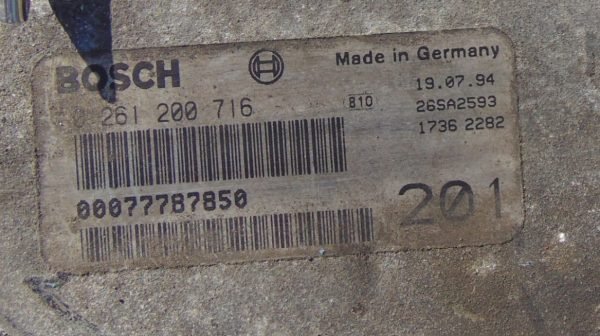 BOSCH
Made in Germany
0 261 200 716
810
19.07.94
26SA2593
1736 2282
00077787850
201